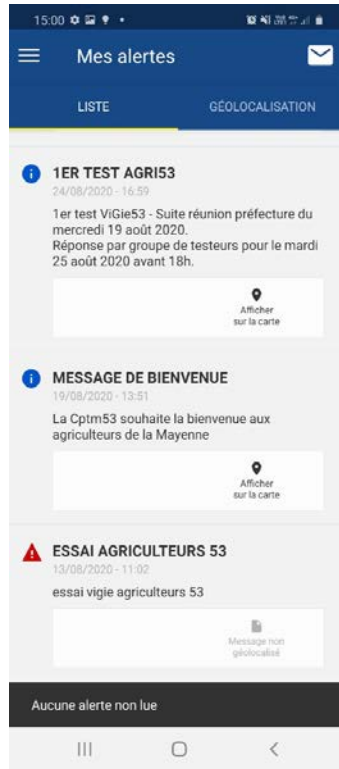 15:00
Mes alertes
LISTE
GÉOLOCALISATION
1ER TEST AGRI53
24/08/2020 - 16:59
1er test ViGie53 - Suite réunion préfecture du
mercredi 19 août 2020.
Réponse par groupe de testeurs pour le mardi
25 août 2020 avant 18h.
Afficher
sur la carte
MESSAGE DE BIENVENUE
19/08/2020 - 13:51
La Cptm53 souhaite la bienvenue aux
agriculteurs de la Mayenne
Afficher
sur la carte
ESSAI AGRICULTEURS 53
13/08/2020 - 11:02
essai vigie agriculteurs 53
Message non
géolocalisé
Aucune alerte non lue